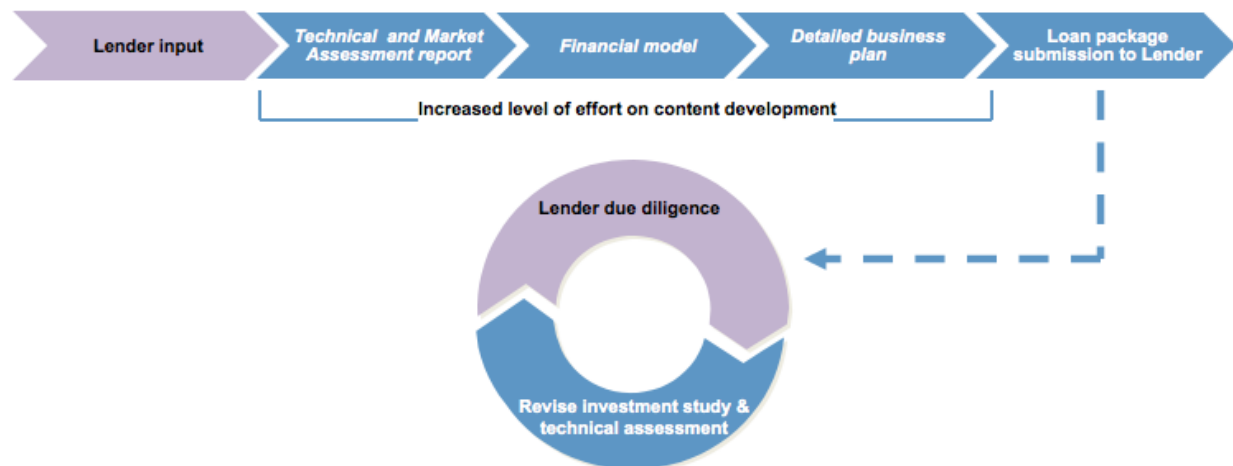 Lender input
Technical and Market
Assessment report
Financial model
Detailed business
plan
Loan package
submission to Lender
Increased level of effort on content development
Lender due diligence
Revise investment study &
technical assessment